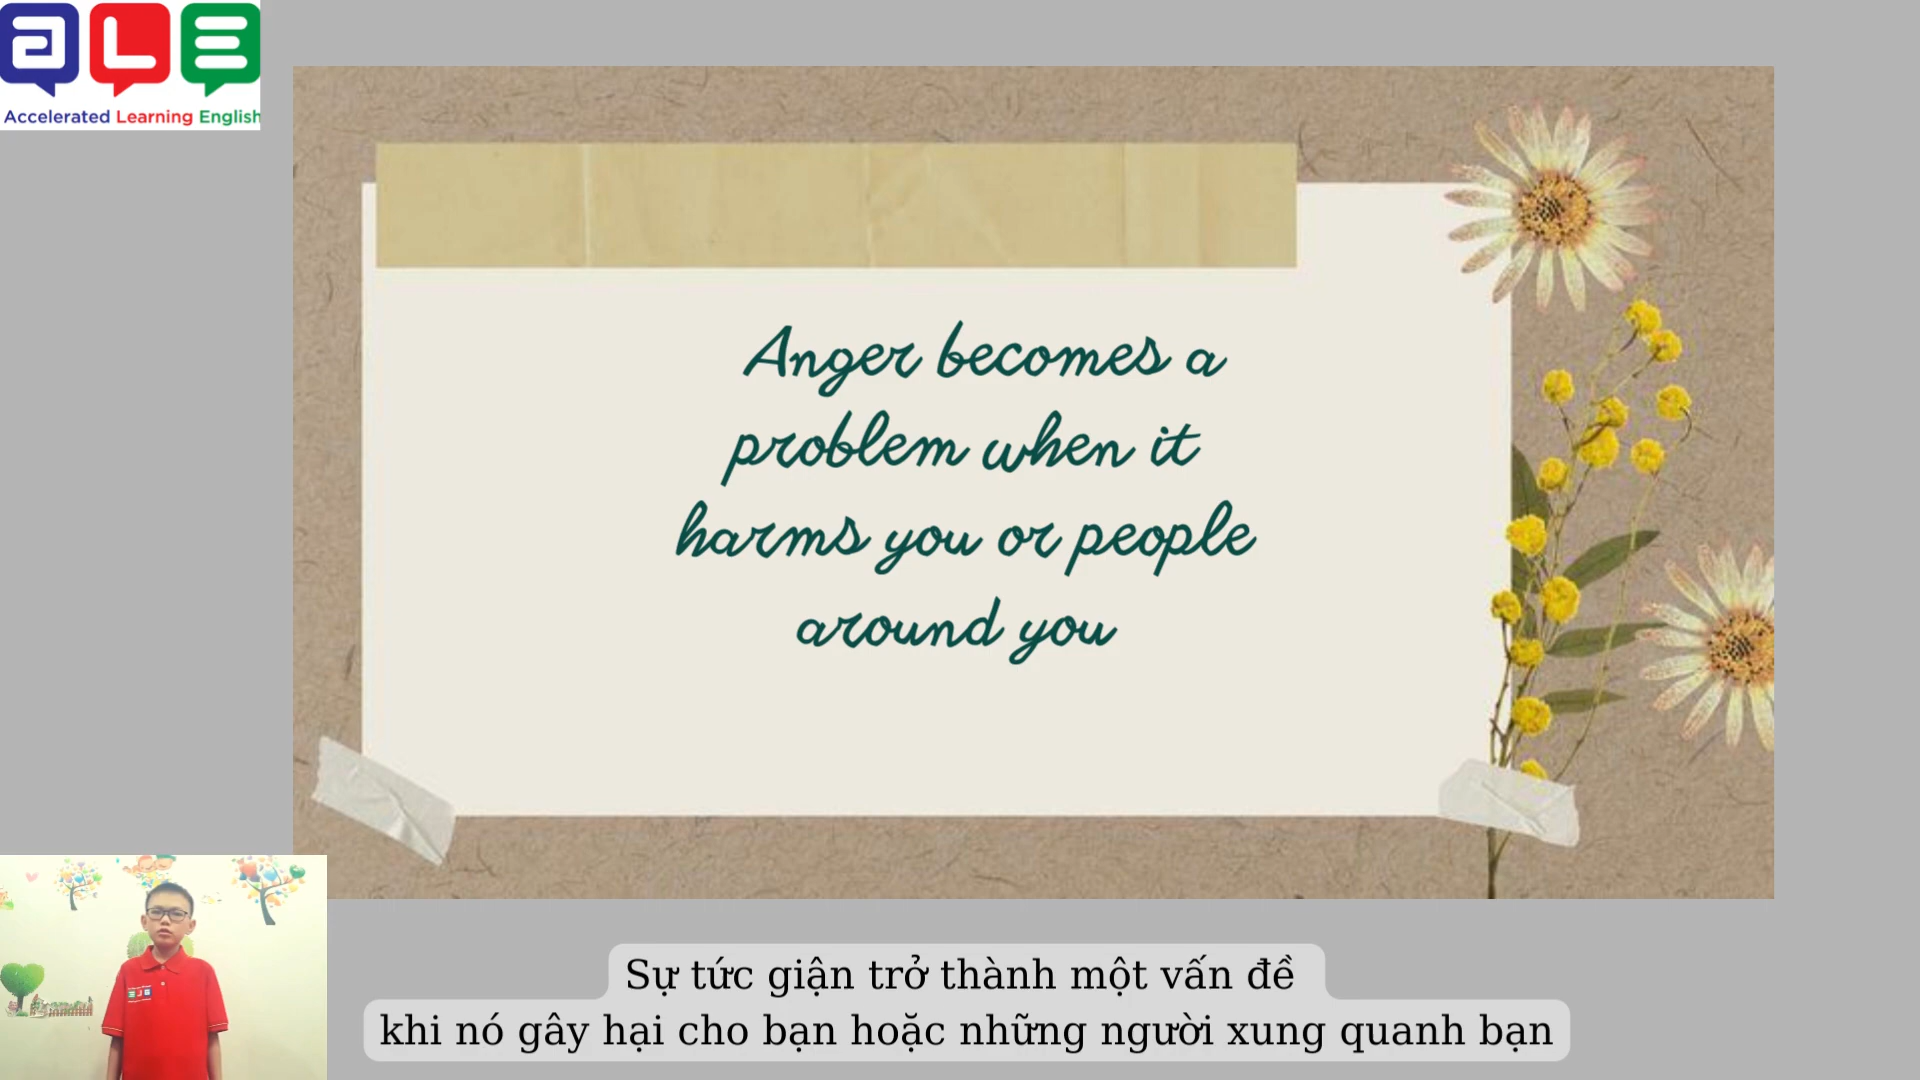 aLE
Accelerated Learning English
Anger becomes a
problem when it
harms you or people
around you
Sự tức giận trở thành một vấn đề
khi nó gây hại cho bạn hoặc những người xung quanh bạn